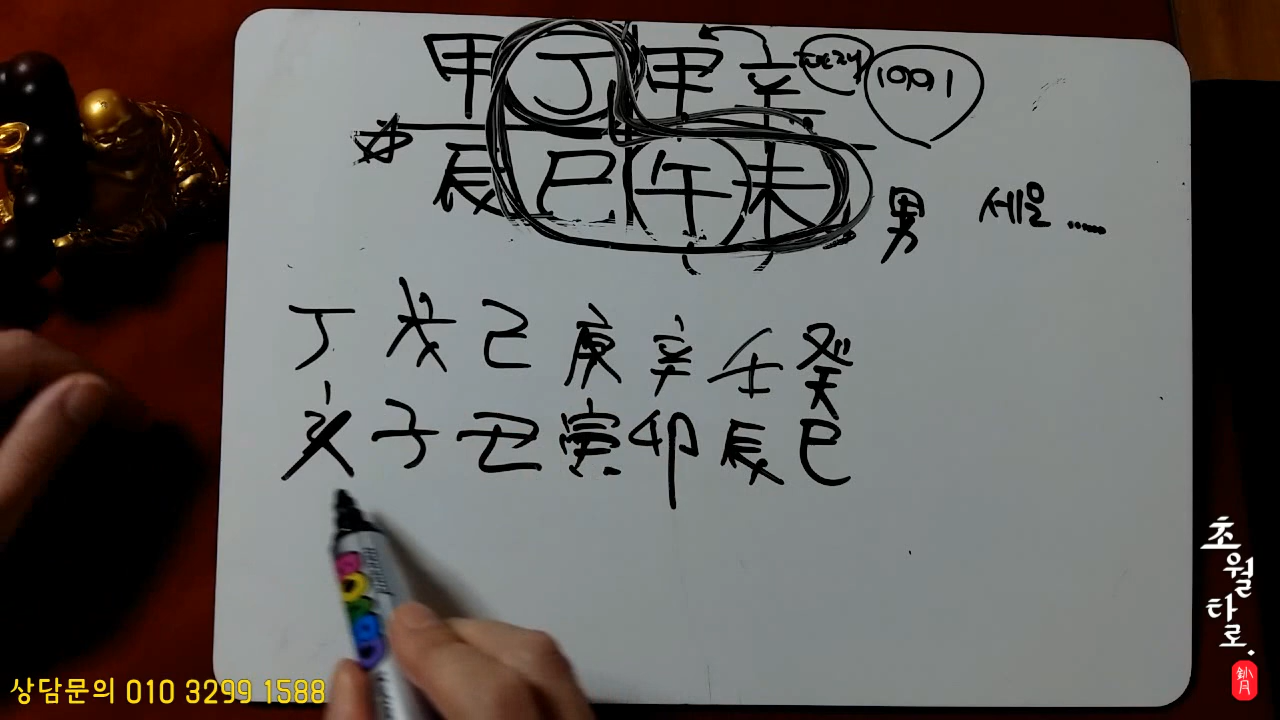 甲丁甲辛 편재 1991
辰巳午未 男 세운 .....
丁戊己庚辛壬癸
亥子丑寅卯辰巳
초월
타로.
상담문의 010 3299 1588